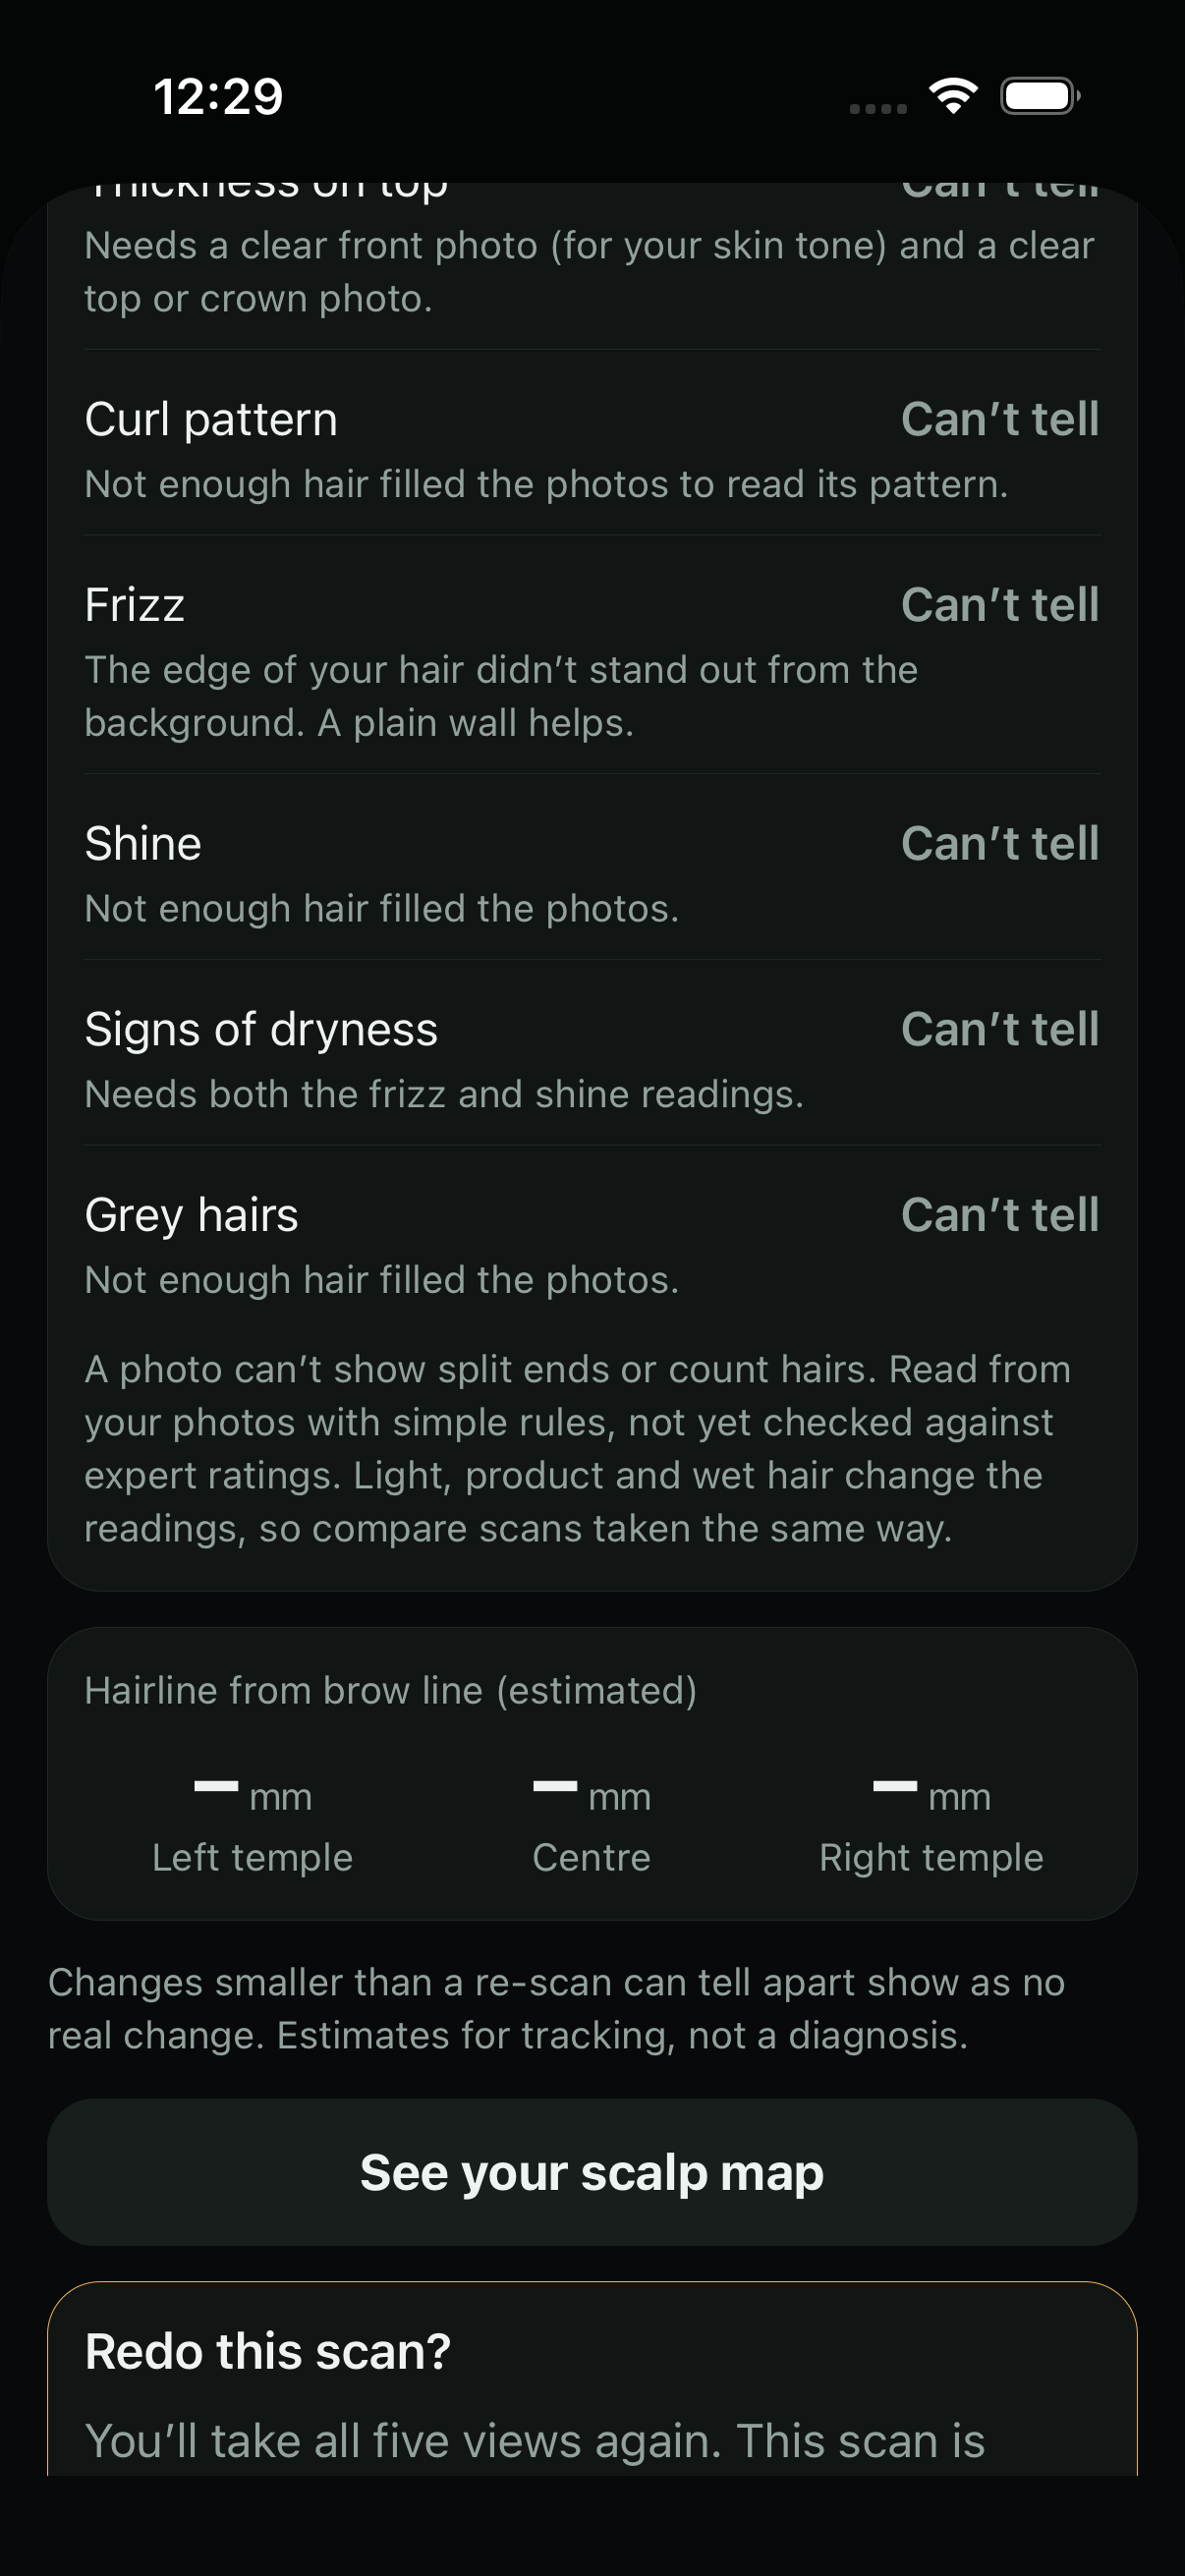 12:29
Thickness on top Can’t tell
Needs a clear front photo (for your skin tone) and a clear
top or crown photo.
Curl pattern Can’t tell
Not enough hair filled the photos to read its pattern.
Frizz Can’t tell
The edge of your hair didn’t stand out from the
background. A plain wall helps.
Shine Can’t tell
Not enough hair filled the photos.
Signs of dryness Can’t tell
Needs both the frizz and shine readings.
Grey hairs Can’t tell
Not enough hair filled the photos.
A photo can’t show split ends or count hairs. Read from
your photos with simple rules, not yet checked against
expert ratings. Light, product and wet hair change the
readings, so compare scans taken the same way.
Hairline from brow line (estimated)
– mm – mm – mm
Left temple Centre Right temple
Changes smaller than a re-scan can tell apart show as no
real change. Estimates for tracking, not a diagnosis.
See your scalp map
Redo this scan?
You’ll take all five views again. This scan is